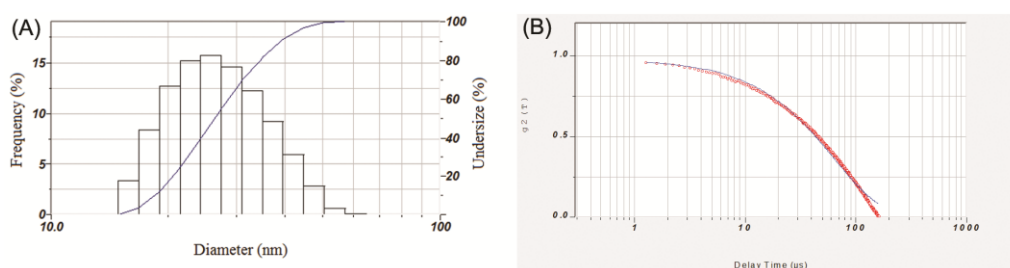 (A)
Frequency (%)
15
10
5
0
100
80
60
40
20
0
Undersize (%)
10.0
100
Diameter (nm)
(B)
g2 (T)
1.0
0.5
0.0
1
10
100
1000
Delay Time (us)